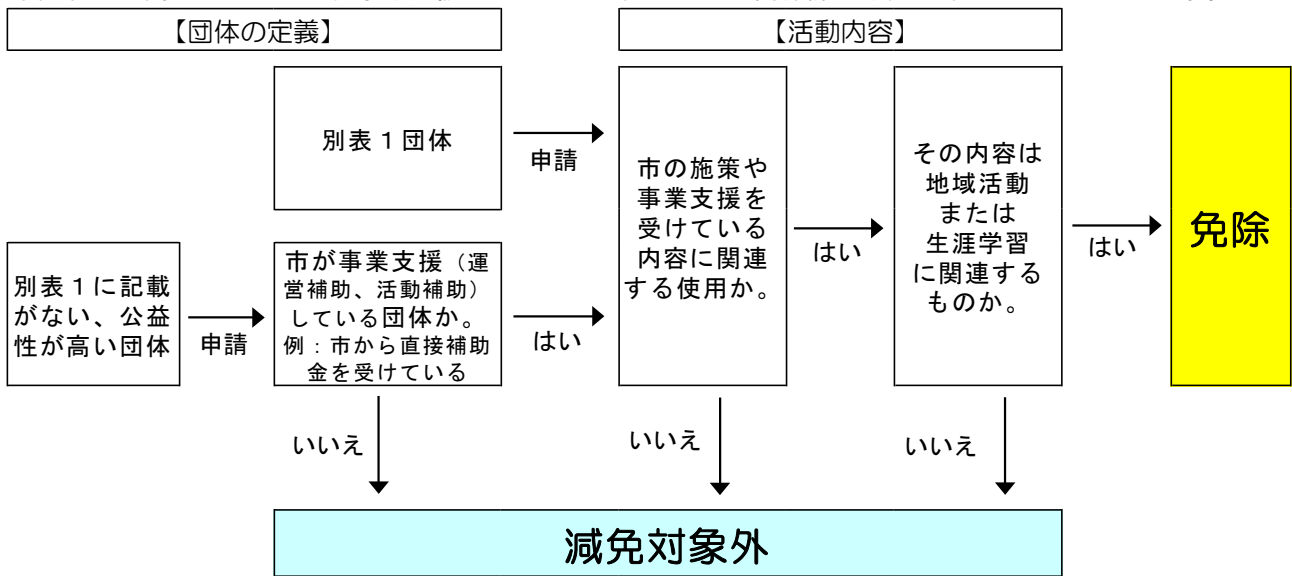 【団体の定義】
【活動内容】
別表１団体
申請
別表１に記載
がない、公益
性が高い団体
申請
市が事業支援（運
営補助、活動補助）
している団体か。
例：市から直接補助
金を受けている
はい
いいえ
市の施策や
事業支援を
受けている
内容に関連
する使用か。
はい
いいえ
その内容は
地域活動
または
生涯学習
に関連する
ものか。
はい
いいえ
免除
減免対象外